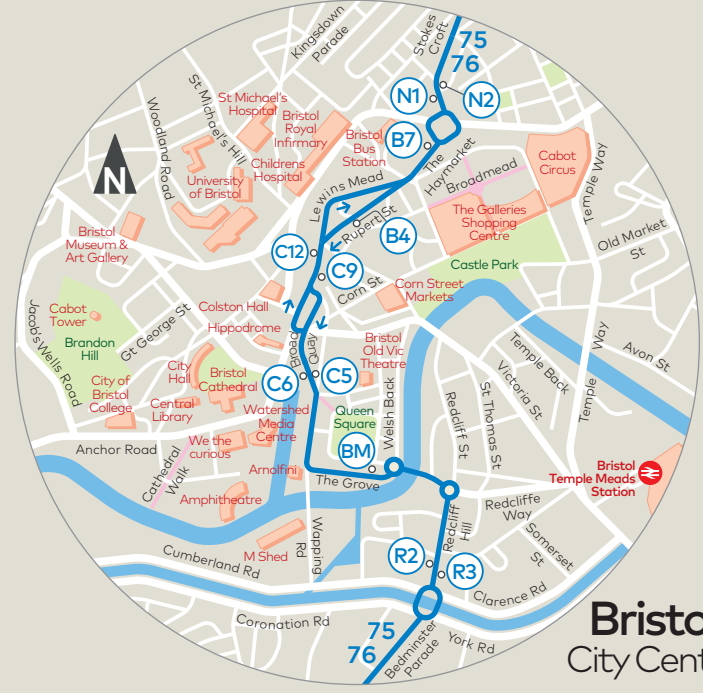 Kingsdown
Parade
Stokes
Croft
75
76
St Michael's
Hospital
Bristol
Royal
Infirmary
N1
N2
Woodland Road
St Michael's Hill
Bristol
Bus
Station
B7
The
Haymarket
Broadmead
Cabot
Circus
Temple Way
N
Childrens
Hospital
University
of Bristol
Lewins Mead
Rupert St
B4
The Galleries
Shopping
Centre
Old Market
St
Bristol
Museum &
Art Gallery
C12
C9
Castle Park
Corn St
Corn Street
Markets
Jacob's Wells Road
Cabot
Tower
Brandon
Hill
Gt George St
Colston Hall
Hippodrome
Broad
Quay
Bristol
Old Vic
Theatre
Temple Back
Victoria St
Temple Way
Avon St
City of
Bristol
College
City
Hall
Bristol
Cathedral
C6
C5
Central
Library
Watershed
Media
Centre
Queen
Square
Welsh Back
Redcliff St
St Thomas St
Anchor Road
Cathedral
Walk
We the
curious
BM
Arnolfini
The Grove
Bristol
Temple Meads
Station
Amphitheatre
Redcliffe
Way
Somerset
St
M Shed
Wapping
Rd
Redcliff
Hill
Cumberland Rd
R2
R3
Clarence Rd
Coronation Rd
75
76
Bedminster
Parade
York Rd
Bristo
City Cent